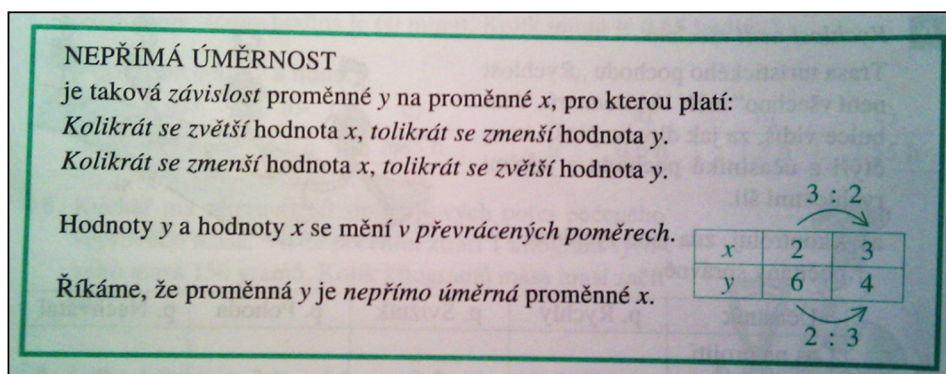 NEPŘÍMÁ ÚMĚRNOST
je taková závislost proměnné y na proměnné x, pro kterou platí:
Kolikrát se zvětší hodnota x, tolikrát se zmenší hodnota y.
Kolikrát se zmenší hodnota x, tolikrát se zvětší hodnota y.
Hodnoty y a hodnoty x se mění v převrácených poměrech.
Říkáme, že proměnná y je nepřímo úměrná proměnné x.
3 : 2
x 2 3
y 6 4
2 : 3